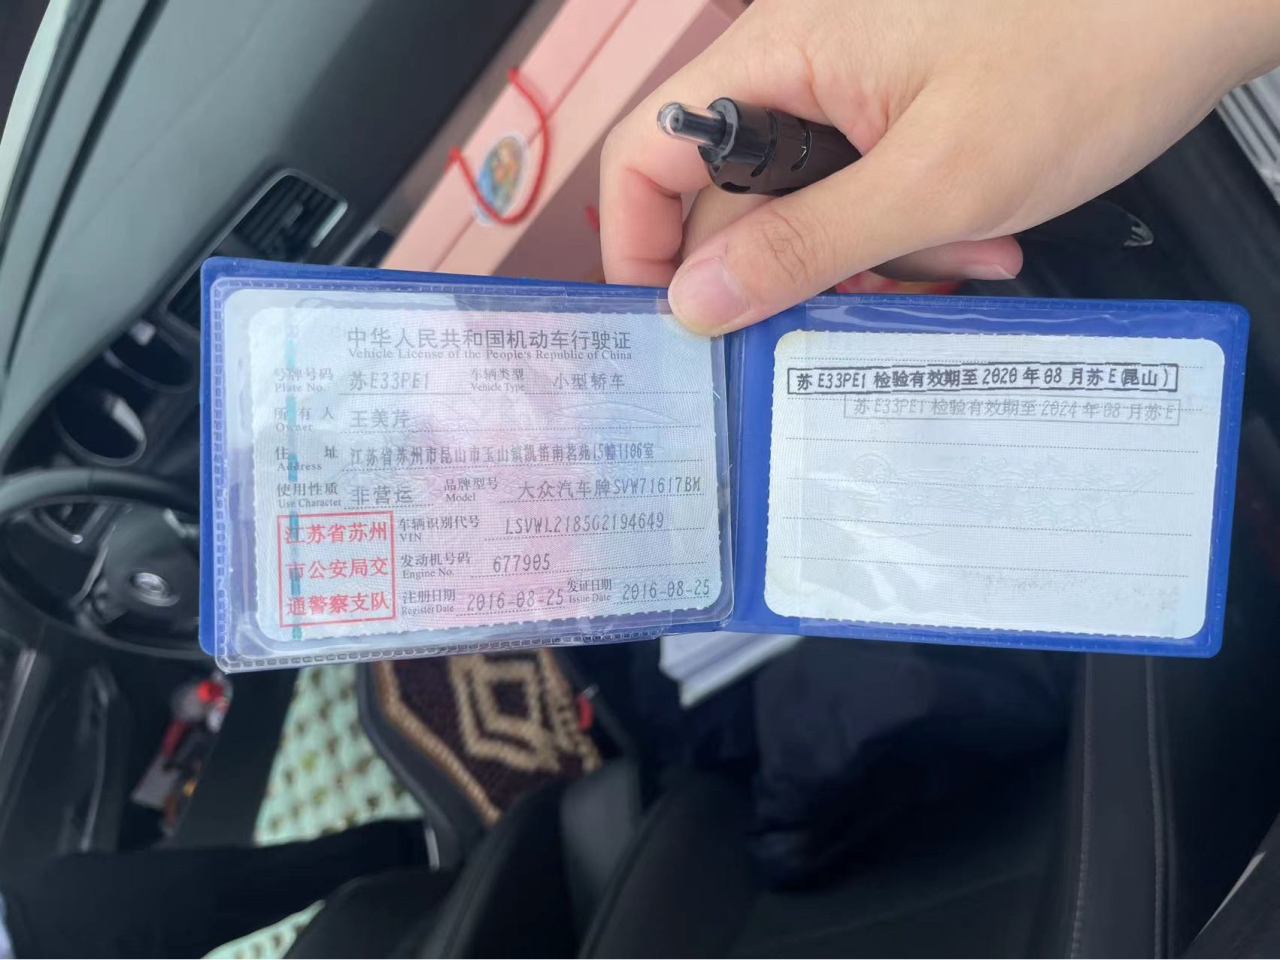 中华人民共和国机动车行驶证
Vehicle License of the People's Republic of China
号牌号码 苏E33PE1 车辆类型 小型轿车
Plate No. Vehicle Type
所有人 王美芹
Owner
住址 江苏省苏州市昆山市玉山镇凯笛南茗苑15幢1106室
Address
使用性质 非营运 品牌型号 大众汽车牌SVW71617BM
Use Character Model
江苏省苏州
市公安局交
通警察支队
车辆识别代号 LSVWL2185G2194649
VIN
发动机号码 677905
Engine No.
注册日期 2016-08-25 发证日期 2016-08-25
Register Date Issue Date
苏E33PE1 检验有效期至2020年08月苏E(昆山)
苏E33PE1 检验有效期至2024年08月苏E